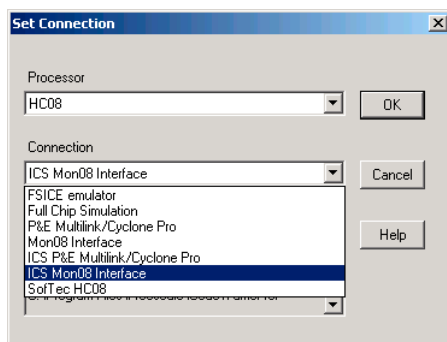 Set Connection
Processor
HC08
OK
Connection
ICS Mon08 Interface
Cancel
FSICE emulator
Full Chip Simulation
P&E Multilink/Cyclone Pro
Mon08 Interface
ICS P&E Multilink/Cyclone Pro
ICS Mon08 Interface
SofTec HC08
Help